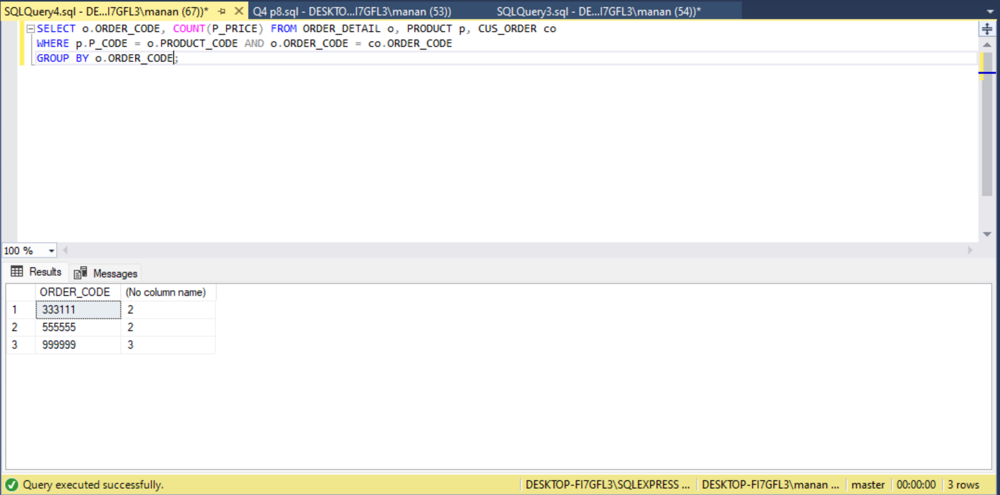 SQLQuery4.sql - DE...I7GFL3\manan (67))* Q4 p8.sql - DESKTO...I7GFL3\manan (53)) SQLQuery3.sql - DE...I7GFL3\manan (54))*
SELECT o.ORDER_CODE, COUNT(P_PRICE) FROM ORDER_DETAIL o, PRODUCT p, CUS_ORDER co
WHERE p.P_CODE = o.PRODUCT_CODE AND o.ORDER_CODE = co.ORDER_CODE
GROUP BY o.ORDER_CODE;
100 %
Results Messages
ORDER_CODE (No column name)
1 333111 2
2 555555 2
3 999999 3
Query executed successfully. DESKTOP-FI7GFL3\SQLEXPRESS ... DESKTOP-FI7GFL3\manan ... master 00:00:00 3 rows